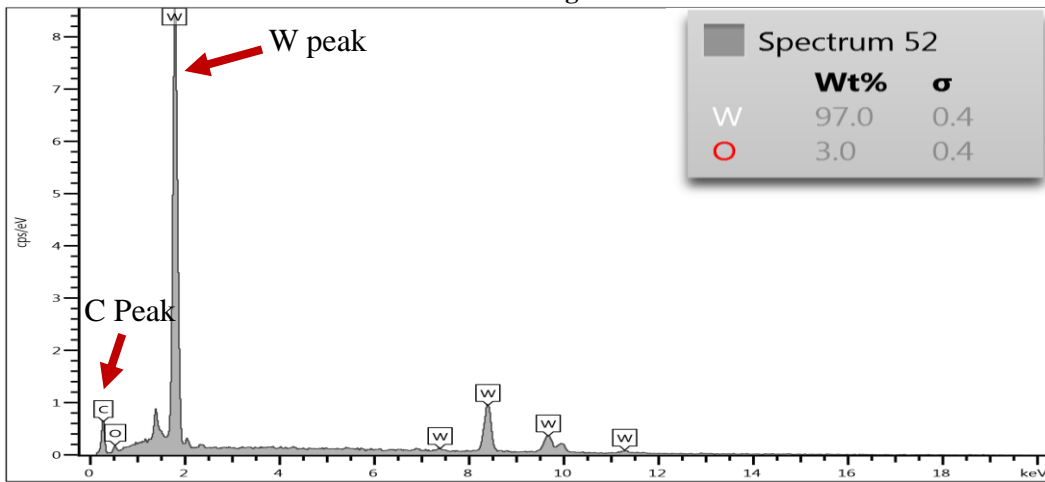 W
W peak
Spectrum 52
Wt% σ
W 97.0 0.4
O 3.0 0.4
8
7
6
5
4
3
2
1
0
cps/eV
C Peak
C
O
W
W
W
W
0 2 4 6 8 10 12 14 16 18 keV